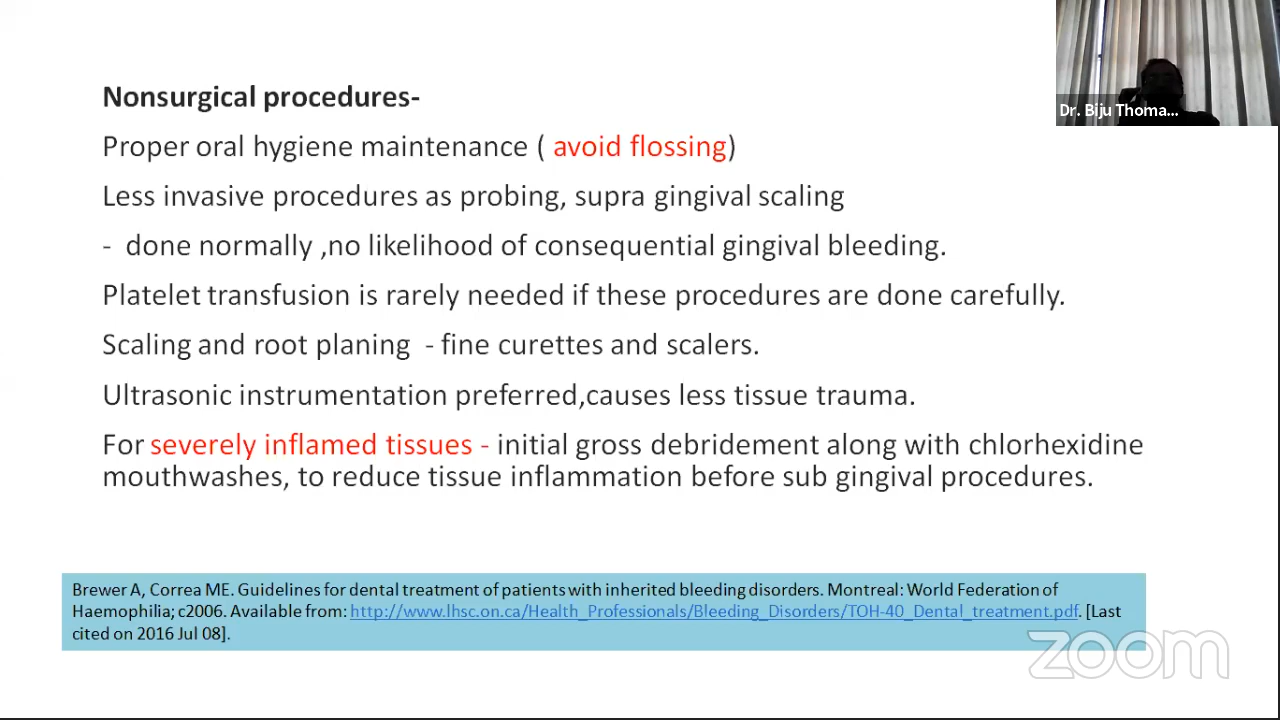 Nonsurgical procedures-
Dr. Biju Thoma...
Proper oral hygiene maintenance ( avoid flossing)
Less invasive procedures as probing, supra gingival scaling
- done normally ,no likelihood of consequential gingival bleeding.
Platelet transfusion is rarely needed if these procedures are done carefully.
Scaling and root planing - fine curettes and scalers.
Ultrasonic instrumentation preferred,causes less tissue trauma.
For severely inflamed tissues - initial gross debridement along with chlorhexidine
mouthwashes, to reduce tissue inflammation before sub gingival procedures.
Brewer A, Correa ME. Guidelines for dental treatment of patients with inherited bleeding disorders. Montreal: World Federation of
Haemophilia; c2006. Available from: http://www.lhsc.on.ca/Health_Professionals/Bleeding_Disorders/TOH-40_Dental_treatment.pdf. [Last
cited on 2016 Jul 08].
zoom